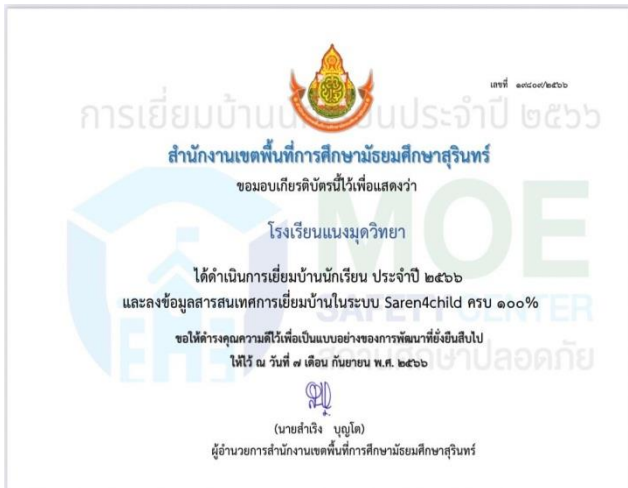 เลขที่ ๑๙๘๐๙/๒๕๖๖
การเยี่ยมบ้านนักเรียนประจำปี ๒๕๖๖
สำนักงานเขตพื้นที่การศึกษามัธยมศึกษาสุรินทร์
ขอมอบเกียรติบัตรนี้ไว้เพื่อแสดงว่า
โรงเรียนแนงมุดวิทยา
MOE
ได้ดำเนินการเยี่ยมบ้านนักเรียน ประจำปี ๒๕๖๖
และลงข้อมูลสารสนเทศการเยี่ยมบ้านในระบบ Saren4child ครบ ๑๐๐%
SAFETY CENTER
ขอให้ดำรงคุณความดีไว้เพื่อเป็นแบบอย่างของการพัฒนาที่ยั่งยืนสืบไป
สถานศึกษาปลอดภัย
ให้ไว้ ณ วันที่ ๗ เดือน กันยายน พ.ศ. ๒๕๖๖
(นายสำเริง บุญโต)
ผู้อำนวยการสำนักงานเขตพื้นที่การศึกษามัธยมศึกษาสุรินทร์